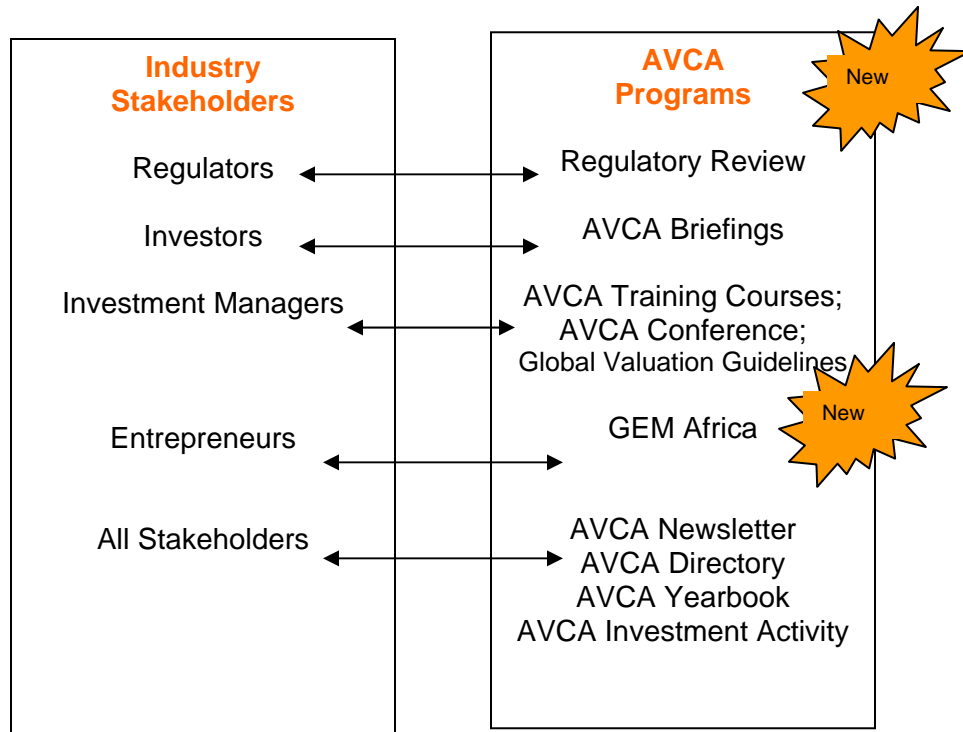 Industry
Stakeholders
Regulators
Investors
Investment Managers
Entrepreneurs
All Stakeholders
AVCA
Programs
New
Regulatory Review
AVCA Briefings
AVCA Training Courses;
AVCA Conference;
Global Valuation Guidelines
New
GEM Africa
AVCA Newsletter
AVCA Directory
AVCA Yearbook
AVCA Investment Activity